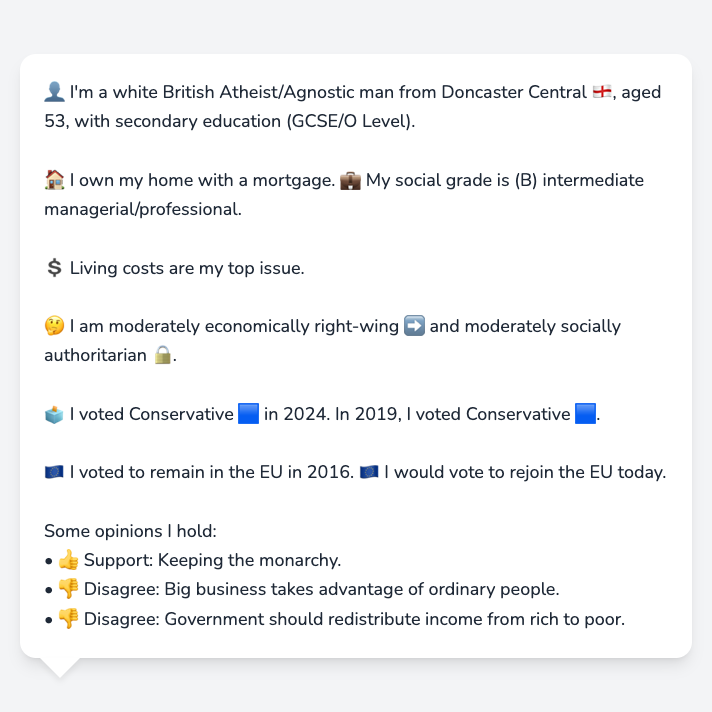 👤 I'm a white British Atheist/Agnostic man from Doncaster Central 🏴󠁧󠁢󠁥󠁮󠁧󠁿, aged
53, with secondary education (GCSE/O Level).
🏠 I own my home with a mortgage. 💼 My social grade is (B) intermediate
managerial/professional.
💲 Living costs are my top issue.
🤔 I am moderately economically right-wing ➡️ and moderately socially
authoritarian 🔒.
🗳️ I voted Conservative 🟦 in 2024. In 2019, I voted Conservative 🟦.
🇪🇺 I voted to remain in the EU in 2016. 🇪🇺 I would vote to rejoin the EU today.
Some opinions I hold:
• 👍 Support: Keeping the monarchy.
• 👎 Disagree: Big business takes advantage of ordinary people.
• 👎 Disagree: Government should redistribute income from rich to poor.